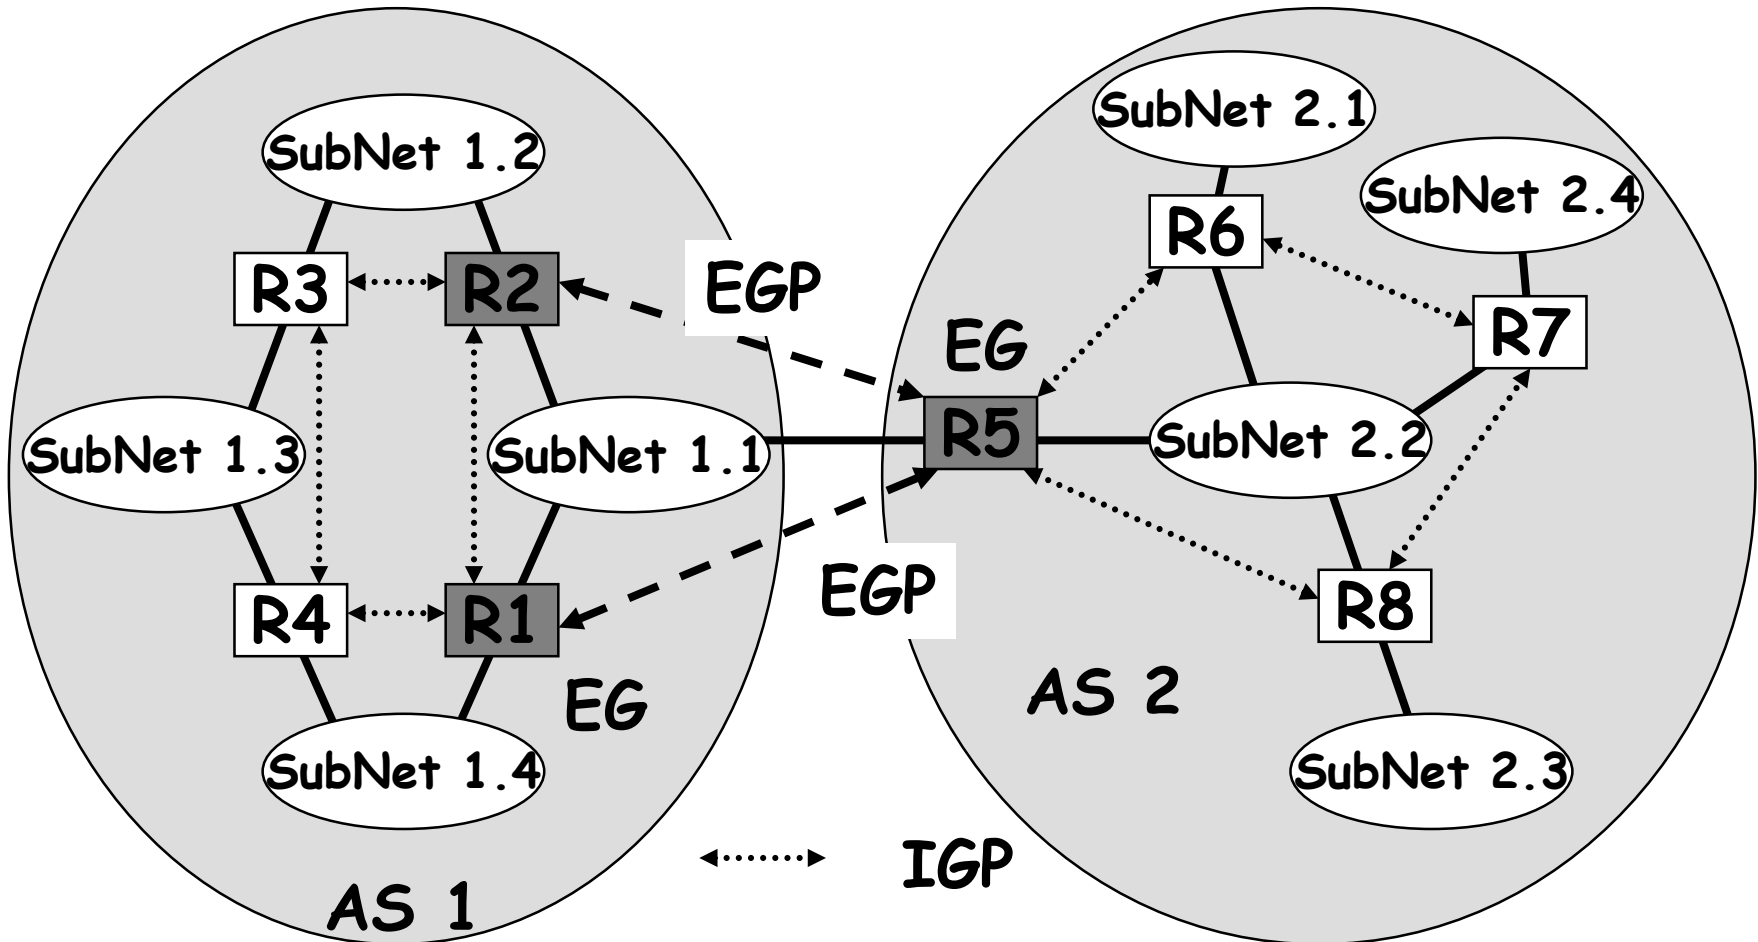 SubNet 1.2
R3
R2
SubNet 1.3
SubNet 1.1
R4
R1
EG
SubNet 1.4
AS 1
EGP
EGP
IGP
SubNet 2.1
SubNet 2.4
R6
R7
EG
R5
SubNet 2.2
R8
AS 2
SubNet 2.3